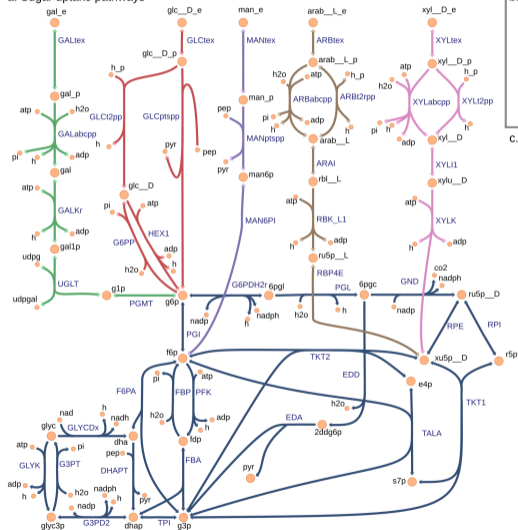 gal_e
glc__D_e
man_e
arab__L_e
xyl__D_e
GALtex
GLCtex
MANtex
ARBtex
XYLtex
glc__D_p
arab__L_p
xyl__D_p
h_p
h2o
atp
h_p
atp
h_p
h2o
gal_p
man_p
ARBabcpp
ARBt2rpp
XYLabcpp
XYLt2pp
atp
h2o
GLCt2pp
GLCptspp
pep
pi
adp
h
pi
h
adp
h
GALabcpp
MANptspp
h
arab__L
xyl__D
C.
pi
h
adp
h
pyr
pep
pyr
ARAI
XYLI1
gal
man6p
rbl__L
xylu__D
atp
glc__D
atp
atp
GALKr
pi
atp
MAN6PI
RBK_L1
XYLK
h
adp
G6PP
HEX1
h
adp
h
adp
gal1p
adp
h
ru5p__L
udpg
h2o
RBP4E
co2
nadph
UGLT
G6PDH2r
6pgl
PGL
6pgc
GND
udpgal
g1p
PGMT
g6p
ru5p__D
nadp
h
nadph
h2o
h
nadp
PGI
RPE
RPI
f6p
TKT2
xu5p__D
r5p
pi
atp
EDD
e4p
F6PA
FBP
PFK
h2o
TKT1
nad
h
nadh
h2o
adp
h
EDA
2ddg6p
glyc
GLYCDx
dha
fdp
TALA
atp
pi
pep
GLYK
G3PT
DHAPT
FBA
pyr
s7p
adp
h
h2o
nadph
h
pyr
nadp
glyc3p
G3PD2
dhap
TPI
g3p